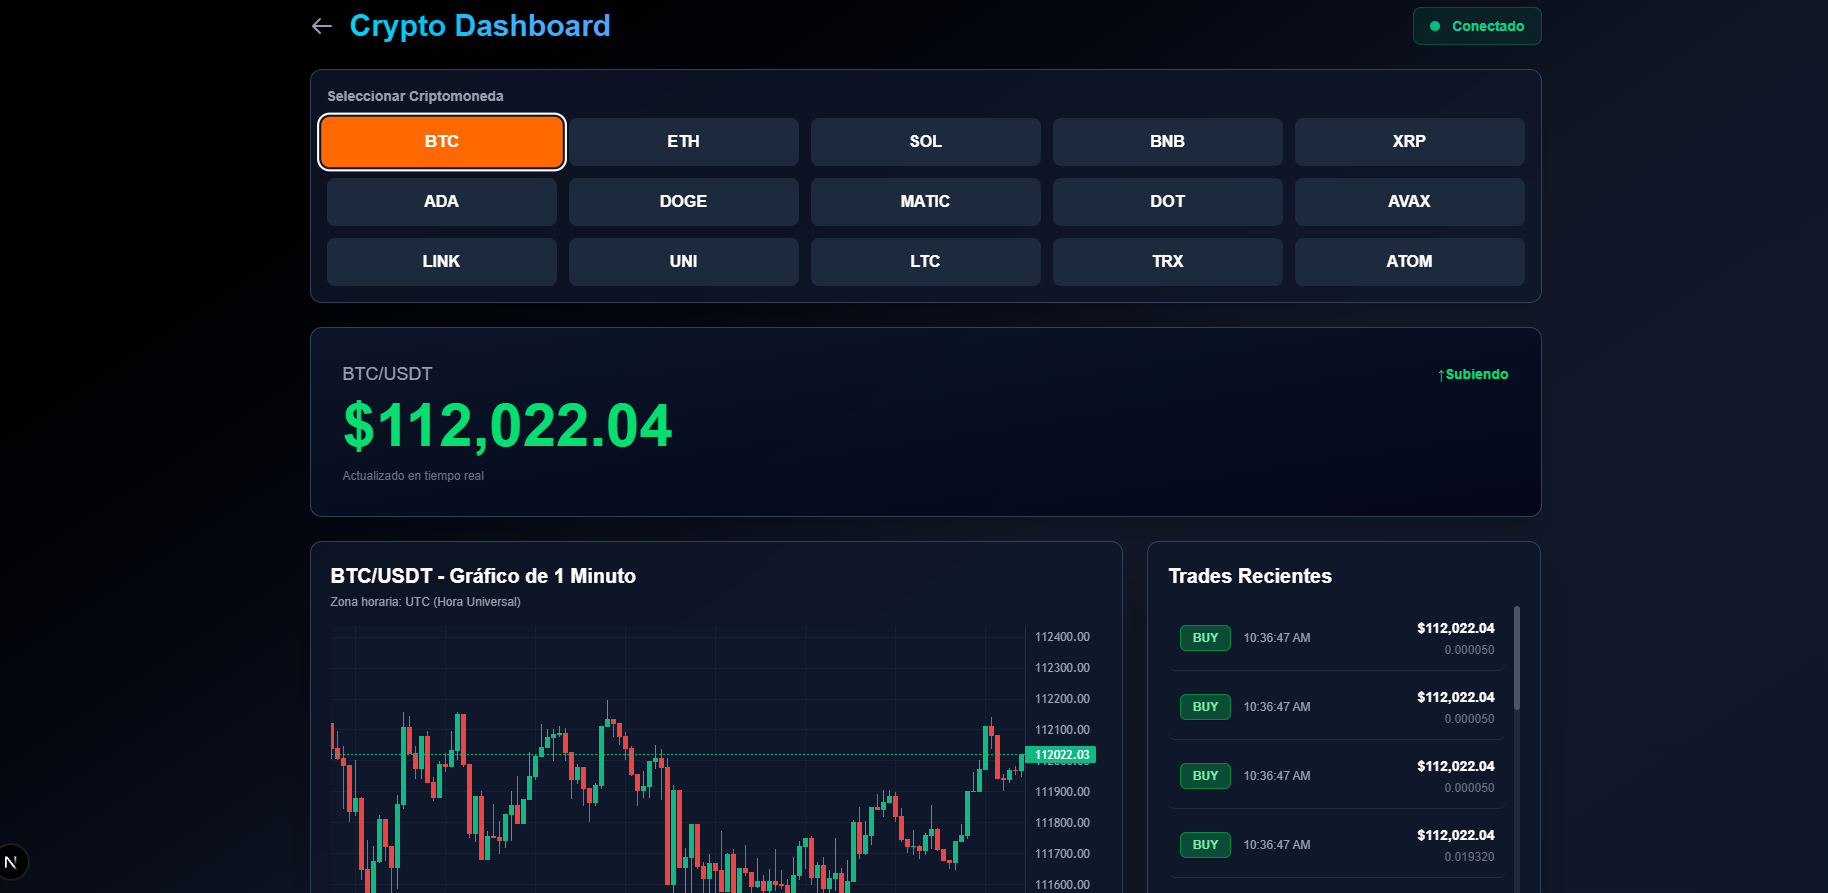 Crypto Dashboard
Conectado
Seleccionar Criptomoneda
BTC
ETH
SOL
BNB
XRP
ADA
DOGE
MATIC
DOT
AVAX
LINK
UNI
LTC
TRX
ATOM
BTC/USDT
↑Subiendo
$112,022.04
Actualizado en tiempo real
BTC/USDT - Gráfico de 1 Minuto
Zona horaria: UTC (Hora Universal)
112400.00
112300.00
112200.00
112100.00
112022.03
111900.00
111800.00
111700.00
111600.00
Trades Recientes
BUY 10:36:47 AM $112,022.04
0.000050
BUY 10:36:47 AM $112,022.04
0.000050
BUY 10:36:47 AM $112,022.04
0.000050
BUY 10:36:47 AM $112,022.04
0.019320
N